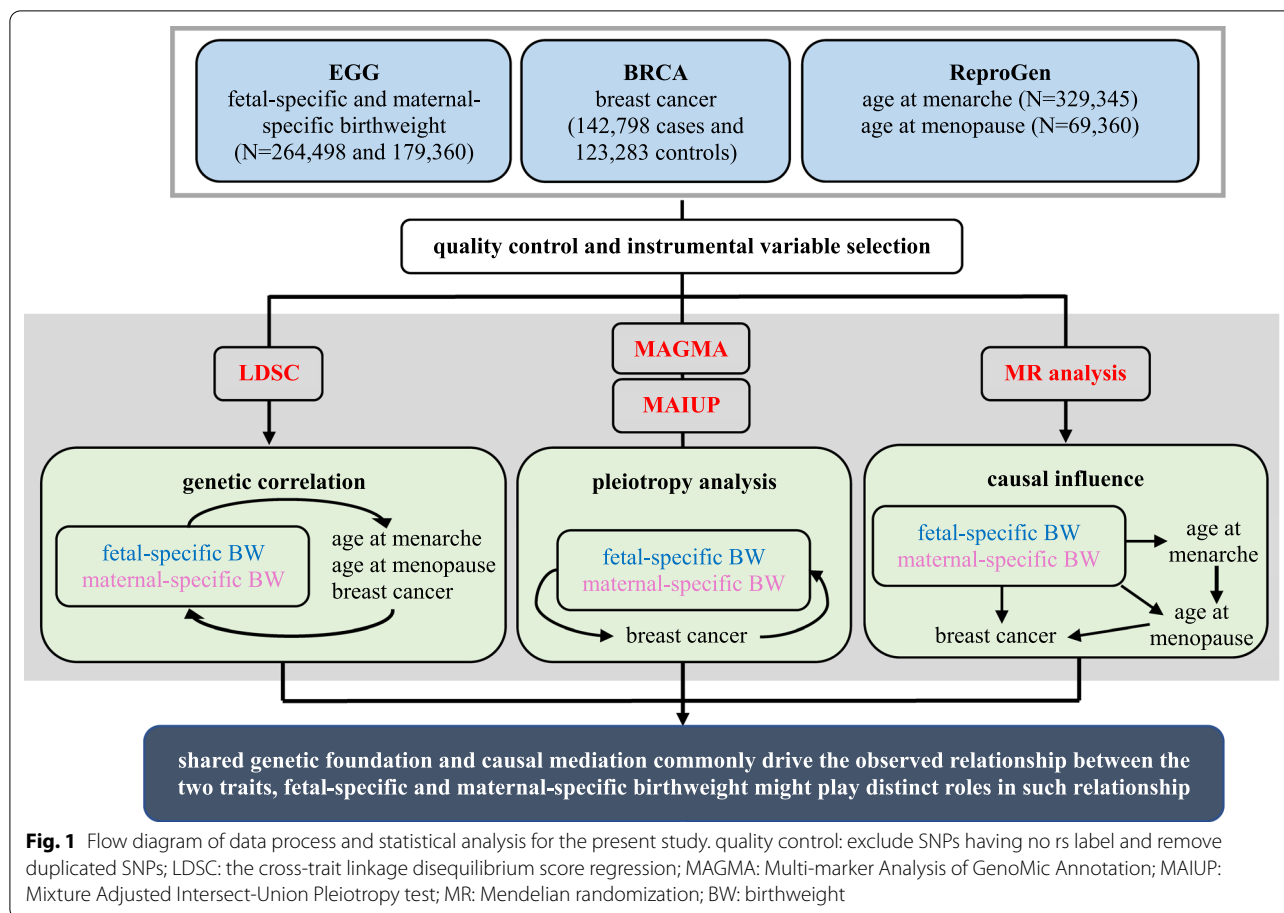 EGG
fetal-specific and maternal-
specific birthweight
(N=264,498 and 179,360)
BRCA
breast cancer
(142,798 cases and
123,283 controls)
ReproGen
age at menarche (N=329,345)
age at menopause (N=69,360)
quality control and instrumental variable selection
LDSC
MAGMA
MAIUP
MR analysis
genetic correlation
fetal-specific BW
maternal-specific BW
age at menarche
age at menopause
breast cancer
pleiotropy analysis
fetal-specific BW
maternal-specific BW
breast cancer
causal influence
fetal-specific BW
maternal-specific BW
age at
menarche
age at
menopause
breast cancer
shared genetic foundation and causal mediation commonly drive the observed relationship between the
two traits, fetal-specific and maternal-specific birthweight might play distinct roles in such relationship
Fig. 1 Flow diagram of data process and statistical analysis for the present study. quality control: exclude SNPs having no rs label and remove
duplicated SNPs; LDSC: the cross-trait linkage disequilibrium score regression; MAGMA: Multi-marker Analysis of GenoMic Annotation; MAIUP:
Mixture Adjusted Intersect-Union Pleiotropy test; MR: Mendelian randomization; BW: birthweight